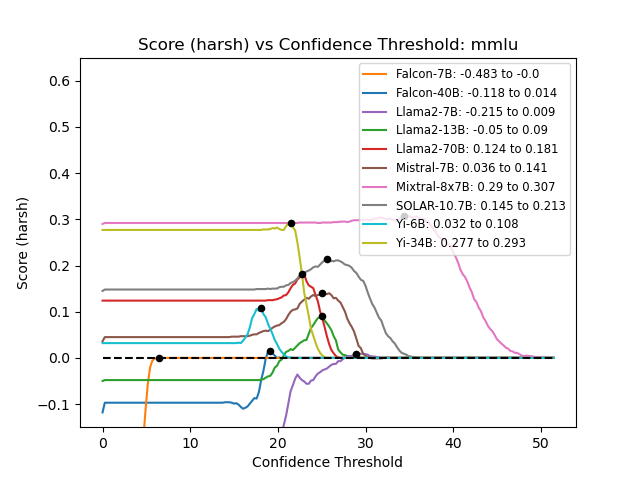 Score (harsh) vs Confidence Threshold: mmlu
Score (harsh)
0.6
0.5
0.4
0.3
0.2
0.1
0.0
−0.1
Falcon-7B: -0.483 to -0.0
Falcon-40B: -0.118 to 0.014
Llama2-7B: -0.215 to 0.009
Llama2-13B: -0.05 to 0.09
Llama2-70B: 0.124 to 0.181
Mistral-7B: 0.036 to 0.141
Mixtral-8x7B: 0.29 to 0.307
SOLAR-10.7B: 0.145 to 0.213
Yi-6B: 0.032 to 0.108
Yi-34B: 0.277 to 0.293
0 10 20 30 40 50
Confidence Threshold